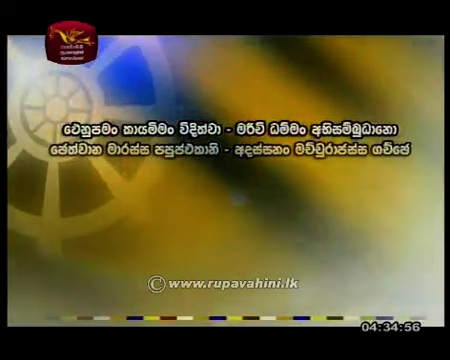 ඵේනුපමං කායමිමං විදිත්වා - මරීචි ධම්මං අභිසම්බුධානො
ඡෙත්වාන මාරස්ස පපුප්ඵකානි - අදස්සනං මච්චුරාජස්ස ගච්ඡෙ
© www.rupavahini.lk
04:34:56